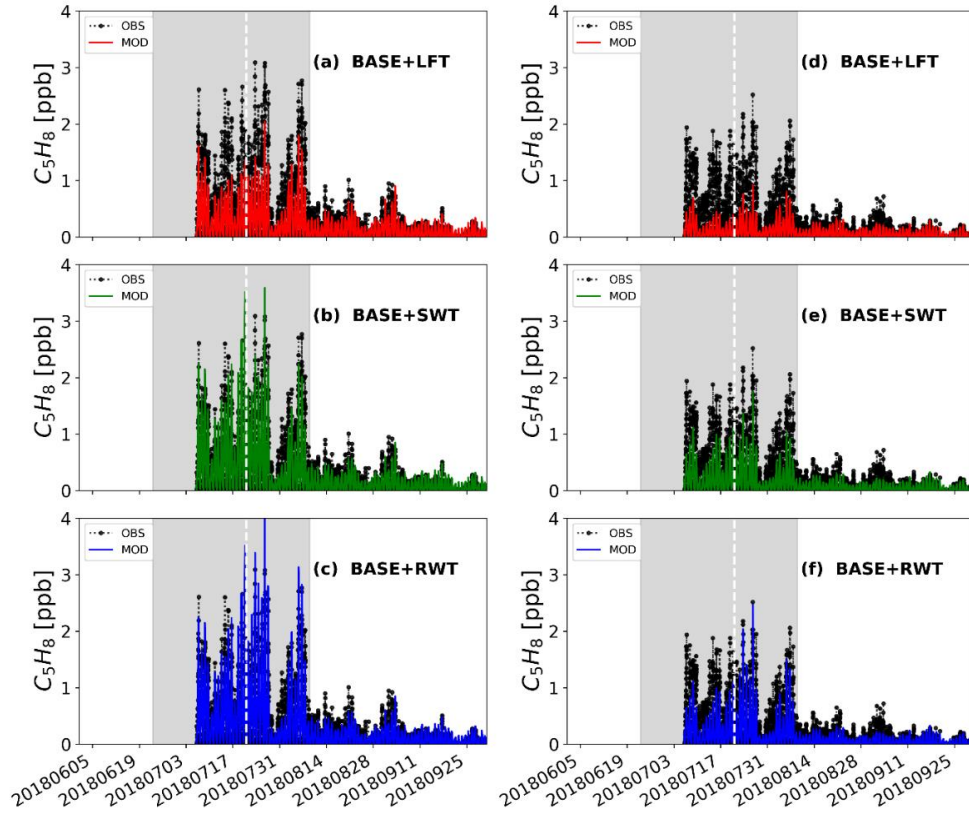 4
3
2
1
0
C₅H₈ [ppb]
OBS
MOD
(a) BASE+LFT
OBS
MOD
(d) BASE+LFT
4
3
2
1
0
C₅H₈ [ppb]
OBS
MOD
(b) BASE+SWT
OBS
MOD
(e) BASE+SWT
4
3
2
1
0
C₅H₈ [ppb]
OBS
MOD
(c) BASE+RWT
OBS
MOD
(f) BASE+RWT
4
3
2
1
0
C₅H₈ [ppb]
4
3
2
1
0
C₅H₈ [ppb]
4
3
2
1
0
C₅H₈ [ppb]
20180605
20180619
20180703
20180717
20180731
20180814
20180828
20180911
20180925
20180605
20180619
20180703
20180717
20180731
20180814
20180828
20180911
20180925